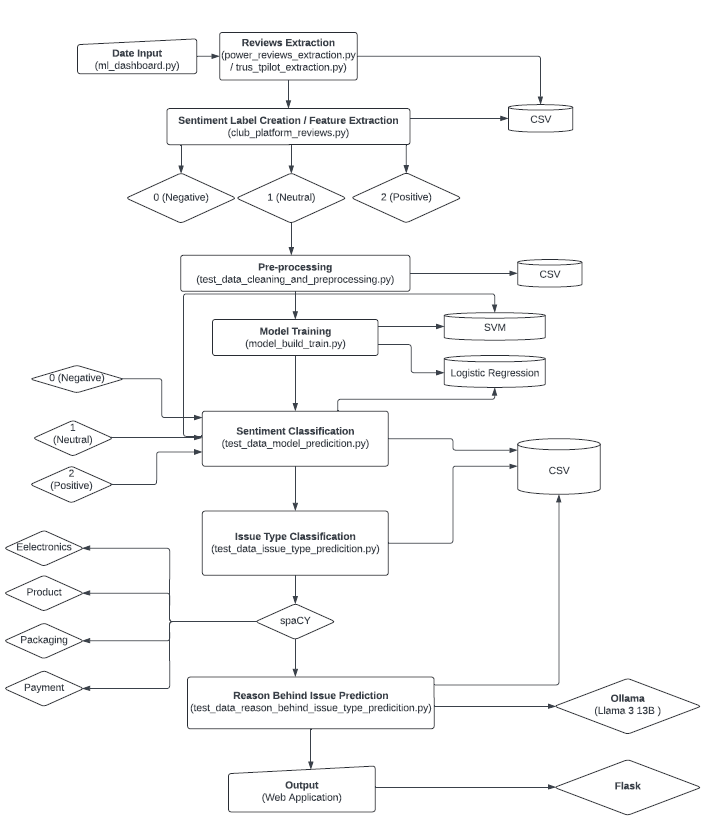 Date Input
(ml_dashboard.py)
Reviews Extraction
(power_reviews_extraction.py
/ trus_tpilot_extraction.py)
CSV
Sentiment Label Creation / Feature Extraction
(club_platform_reviews.py)
0 (Negative)
1 (Neutral)
2 (Positive)
Pre-processing
(test_data_cleaning_and_preprocessing.py)
CSV
Model Training
(model_build_train.py)
SVM
Logistic Regression
0 (Negative)
1
(Neutral)
2
(Positive)
Sentiment Classification
(test_data_model_predicition.py)
CSV
Issue Type Classification
(test_data_issue_type_predicition.py)
Eelectronics
Product
Packaging
Payment
spaCY
Reason Behind Issue Prediction
(test_data_reason_behind_issue_type_predicition.py)
Ollama
(Llama 3 13B )
Output
(Web Application)
Flask